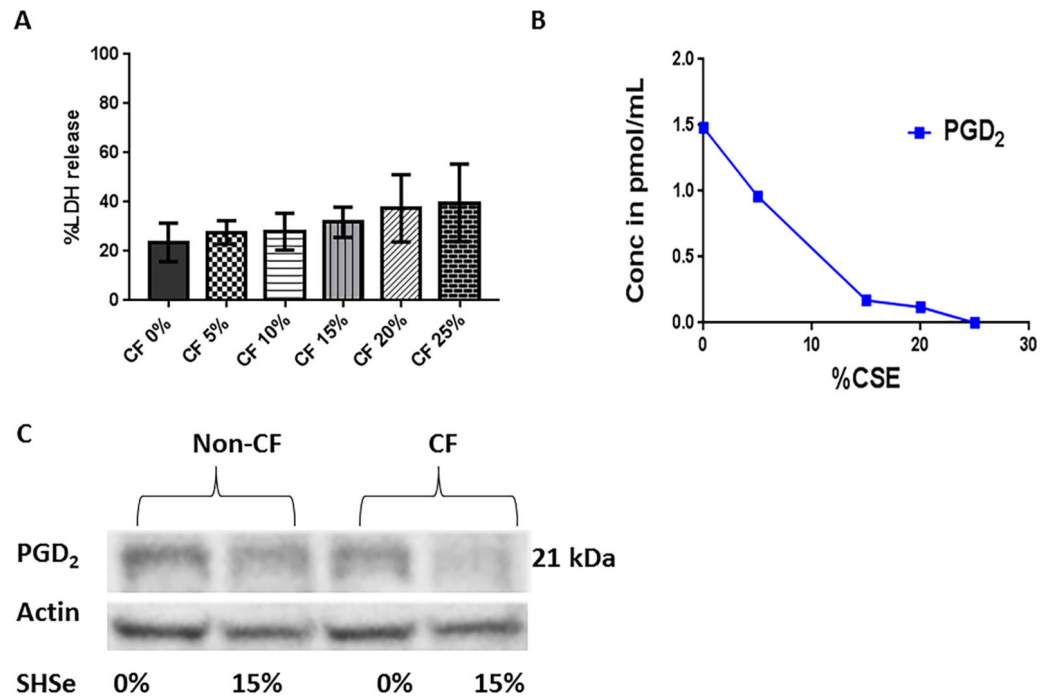 A
%LDH release
100
80
60
40
20
0
CF 0%
CF 5%
CF 10%
CF 15%
CF 20%
CF 25%
B
Conc in pmol/mL
2.0
1.5
1.0
0.5
0.0
0
10
20
30
%CSE
PGD₂
C
Non-CF
CF
PGD₂
21 kDa
Actin
SHSe 0% 15% 0% 15%